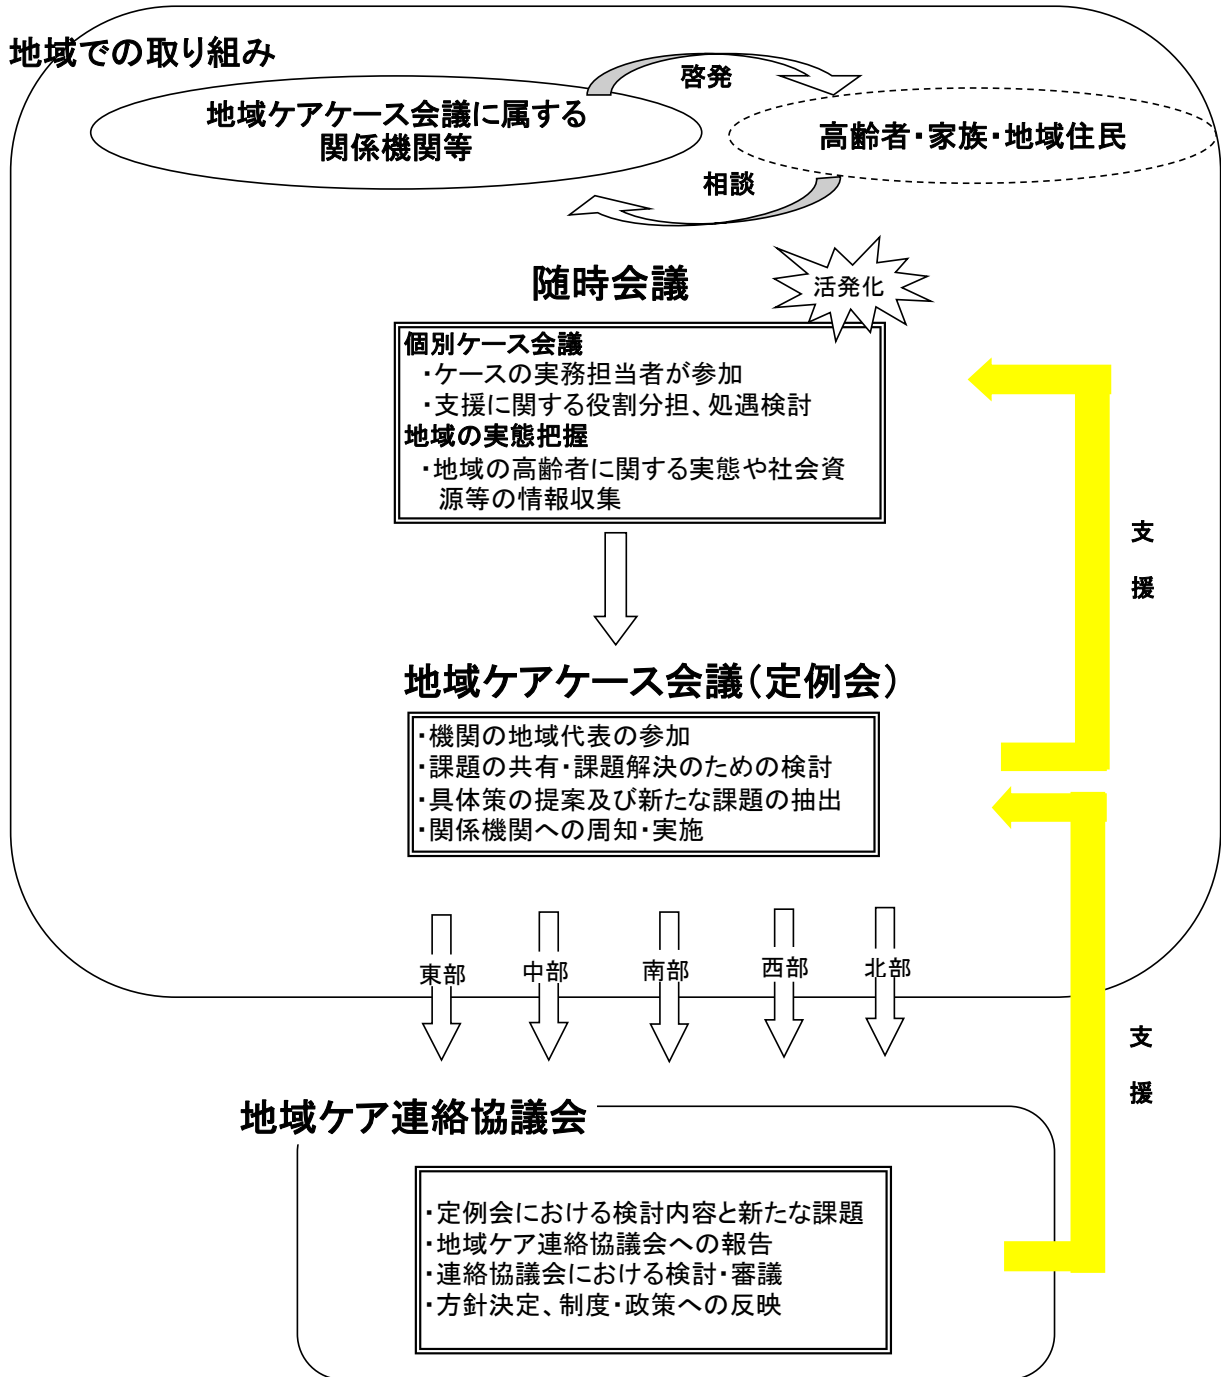 地域での取り組み
啓発
地域ケアケース会議に属する
関係機関等
高齢者・家族・地域住民
相談
随時会議
活発化
個別ケース会議
・ケースの実務担当者が参加
・支援に関する役割分担、処遇検討
地域の実態把握
・地域の高齢者に関する実態や社会資
源等の情報収集
支
援
地域ケアケース会議（定例会）
・機関の地域代表の参加
・課題の共有・課題解決のための検討
・具体策の提案及び新たな課題の抽出
・関係機関への周知・実施
東部
中部
南部
西部
北部
支
援
地域ケア連絡協議会
・定例会における検討内容と新たな課題
・地域ケア連絡協議会への報告
・連絡協議会における検討・審議
・方針決定、制度・政策への反映